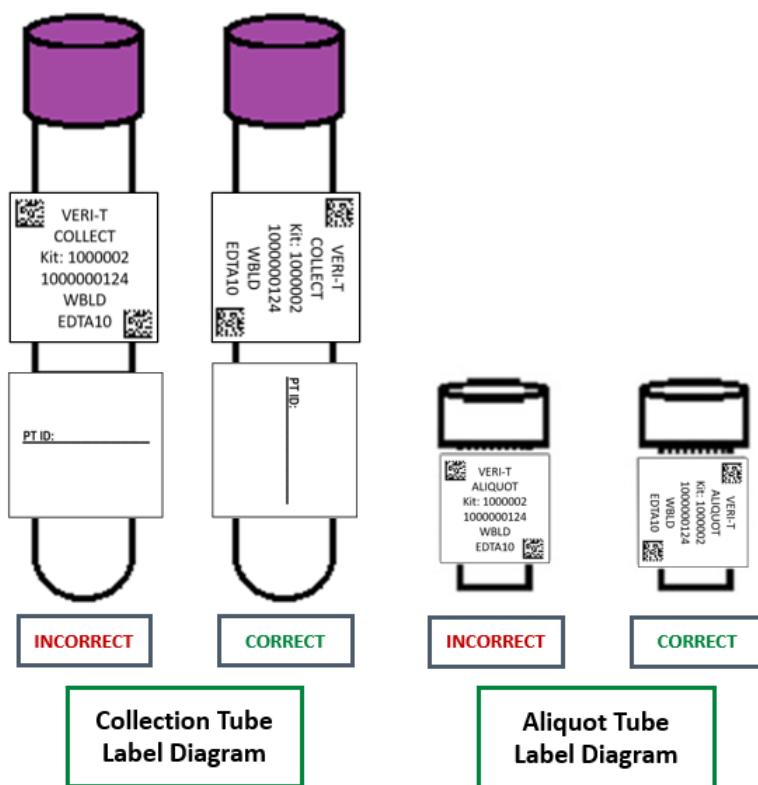 VERI-T
COLLECT
Kit: 1000002
1000000124
WBLD
EDTA10
PT ID:
VERI-T
COLLECT
Kit: 1000002
1000000124
WBLD
EDTA10
PT ID:
VERI-T
ALIQUOT
Kit: 1000002
1000000124
WBLD
EDTA10
VERI-T
ALIQUOT
Kit: 1000002
1000000124
WBLD
EDTA10
INCORRECT
CORRECT
INCORRECT
CORRECT
Collection Tube
Label Diagram
Aliquot Tube
Label Diagram